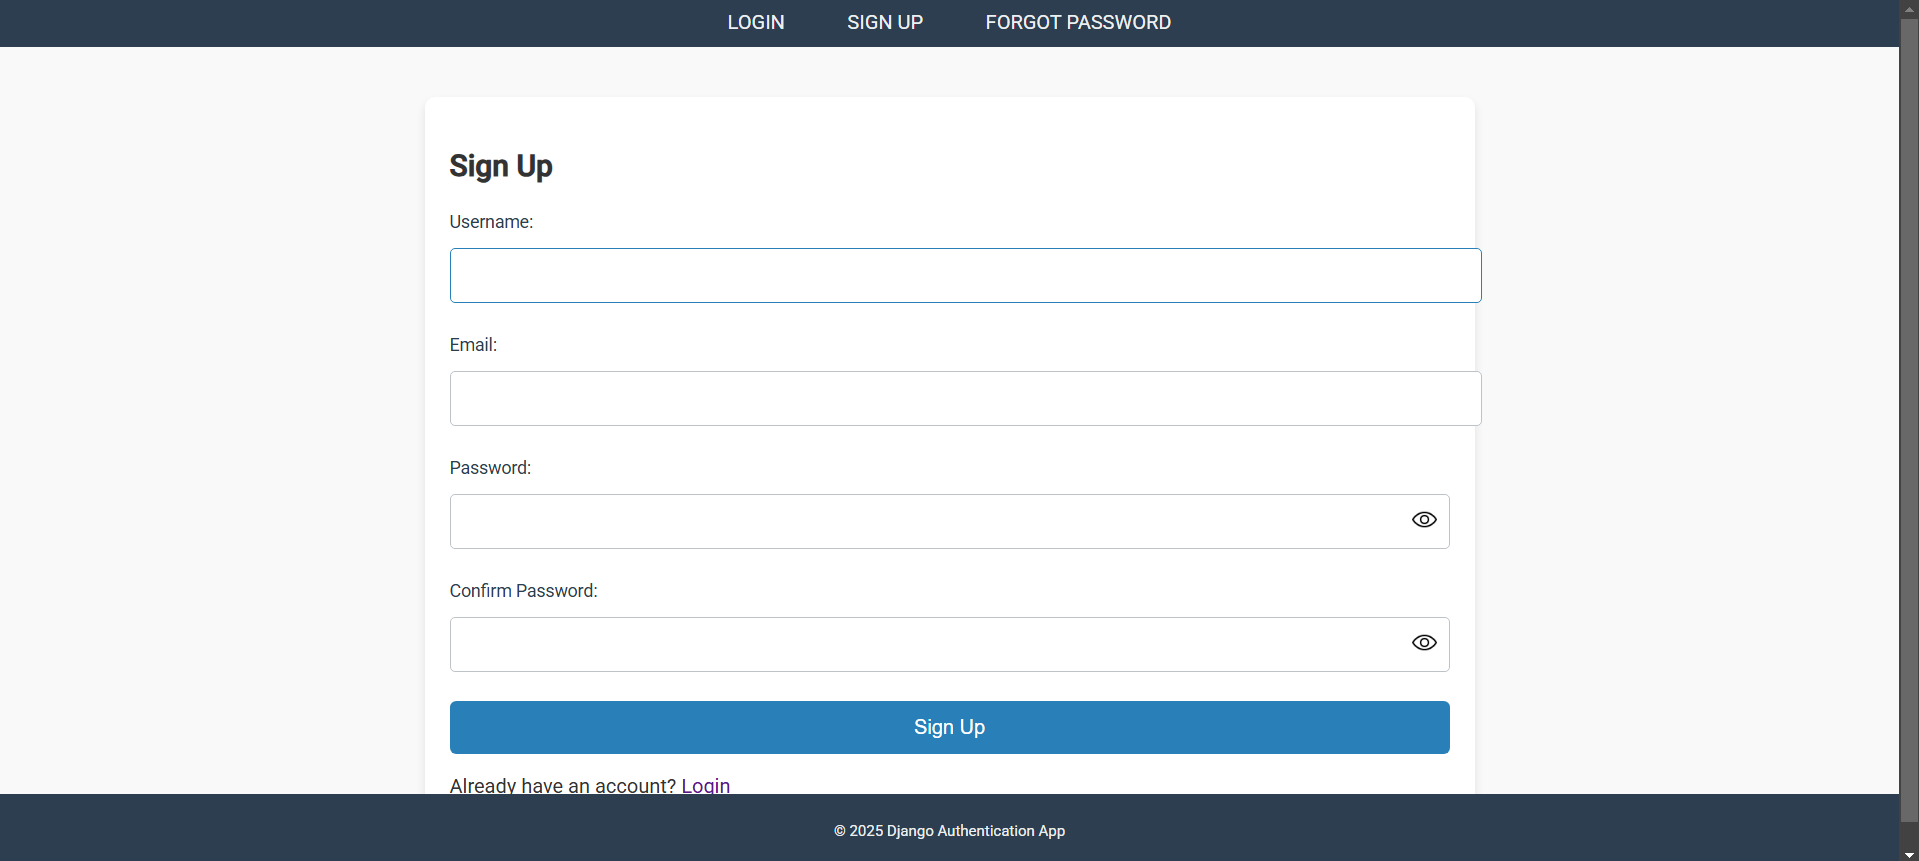 LOGIN SIGN UP FORGOT PASSWORD
Sign Up
Username:
Email:
Password:
Confirm Password:
Sign Up
Already have an account? Login
© 2025 Django Authentication App